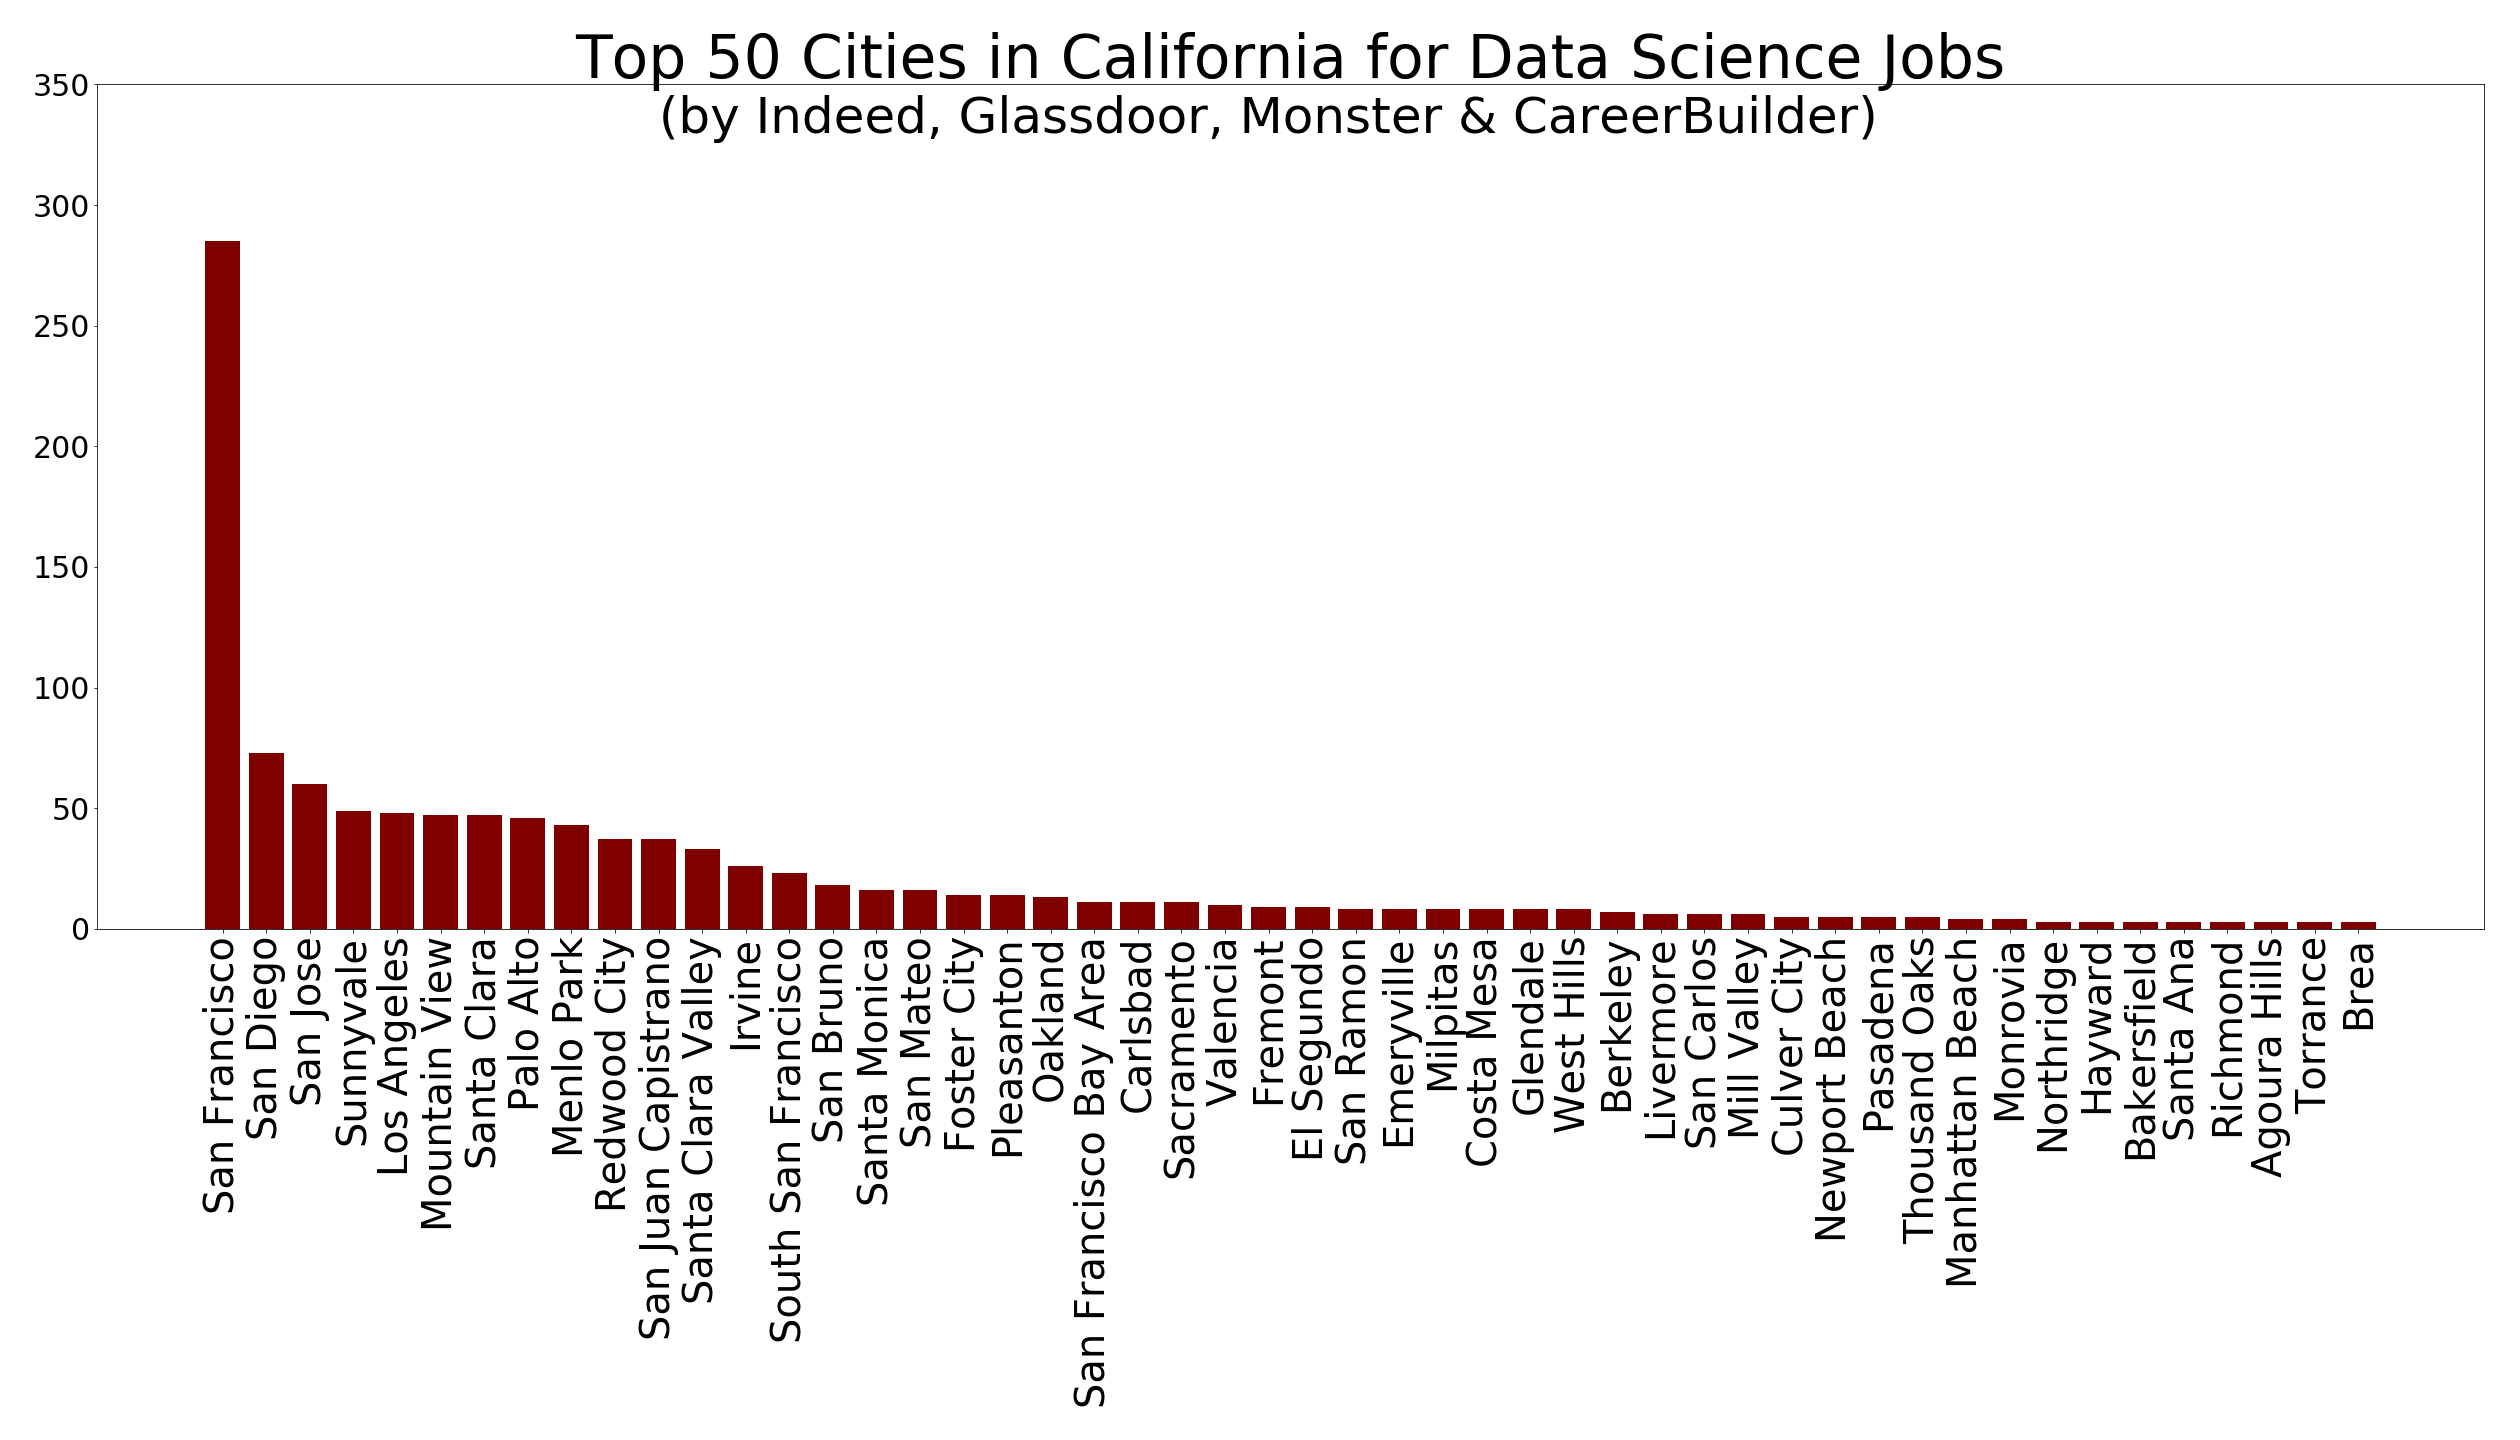 Top 50 Cities in California for Data Science Jobs
(by Indeed, Glassdoor, Monster & CareerBuilder)
350
300
250
200
150
100
50
0
San Francisco
San Diego
San Jose
Sunnyvale
Los Angeles
Mountain View
Santa Clara
Palo Alto
Menlo Park
Redwood City
San Juan Capistrano
Santa Clara Valley
Irvine
South San Francisco
San Bruno
Santa Monica
San Mateo
Foster City
Pleasanton
Oakland
San Francisco Bay Area
Carlsbad
Sacramento
Valencia
Fremont
El Segundo
San Ramon
Emeryville
Milpitas
Costa Mesa
Glendale
West Hills
Berkeley
Livermore
San Carlos
Mill Valley
Culver City
Newport Beach
Pasadena
Thousand Oaks
Manhattan Beach
Monrovia
Northridge
Hayward
Bakersfield
Santa Ana
Richmond
Agoura Hills
Torrance
Brea